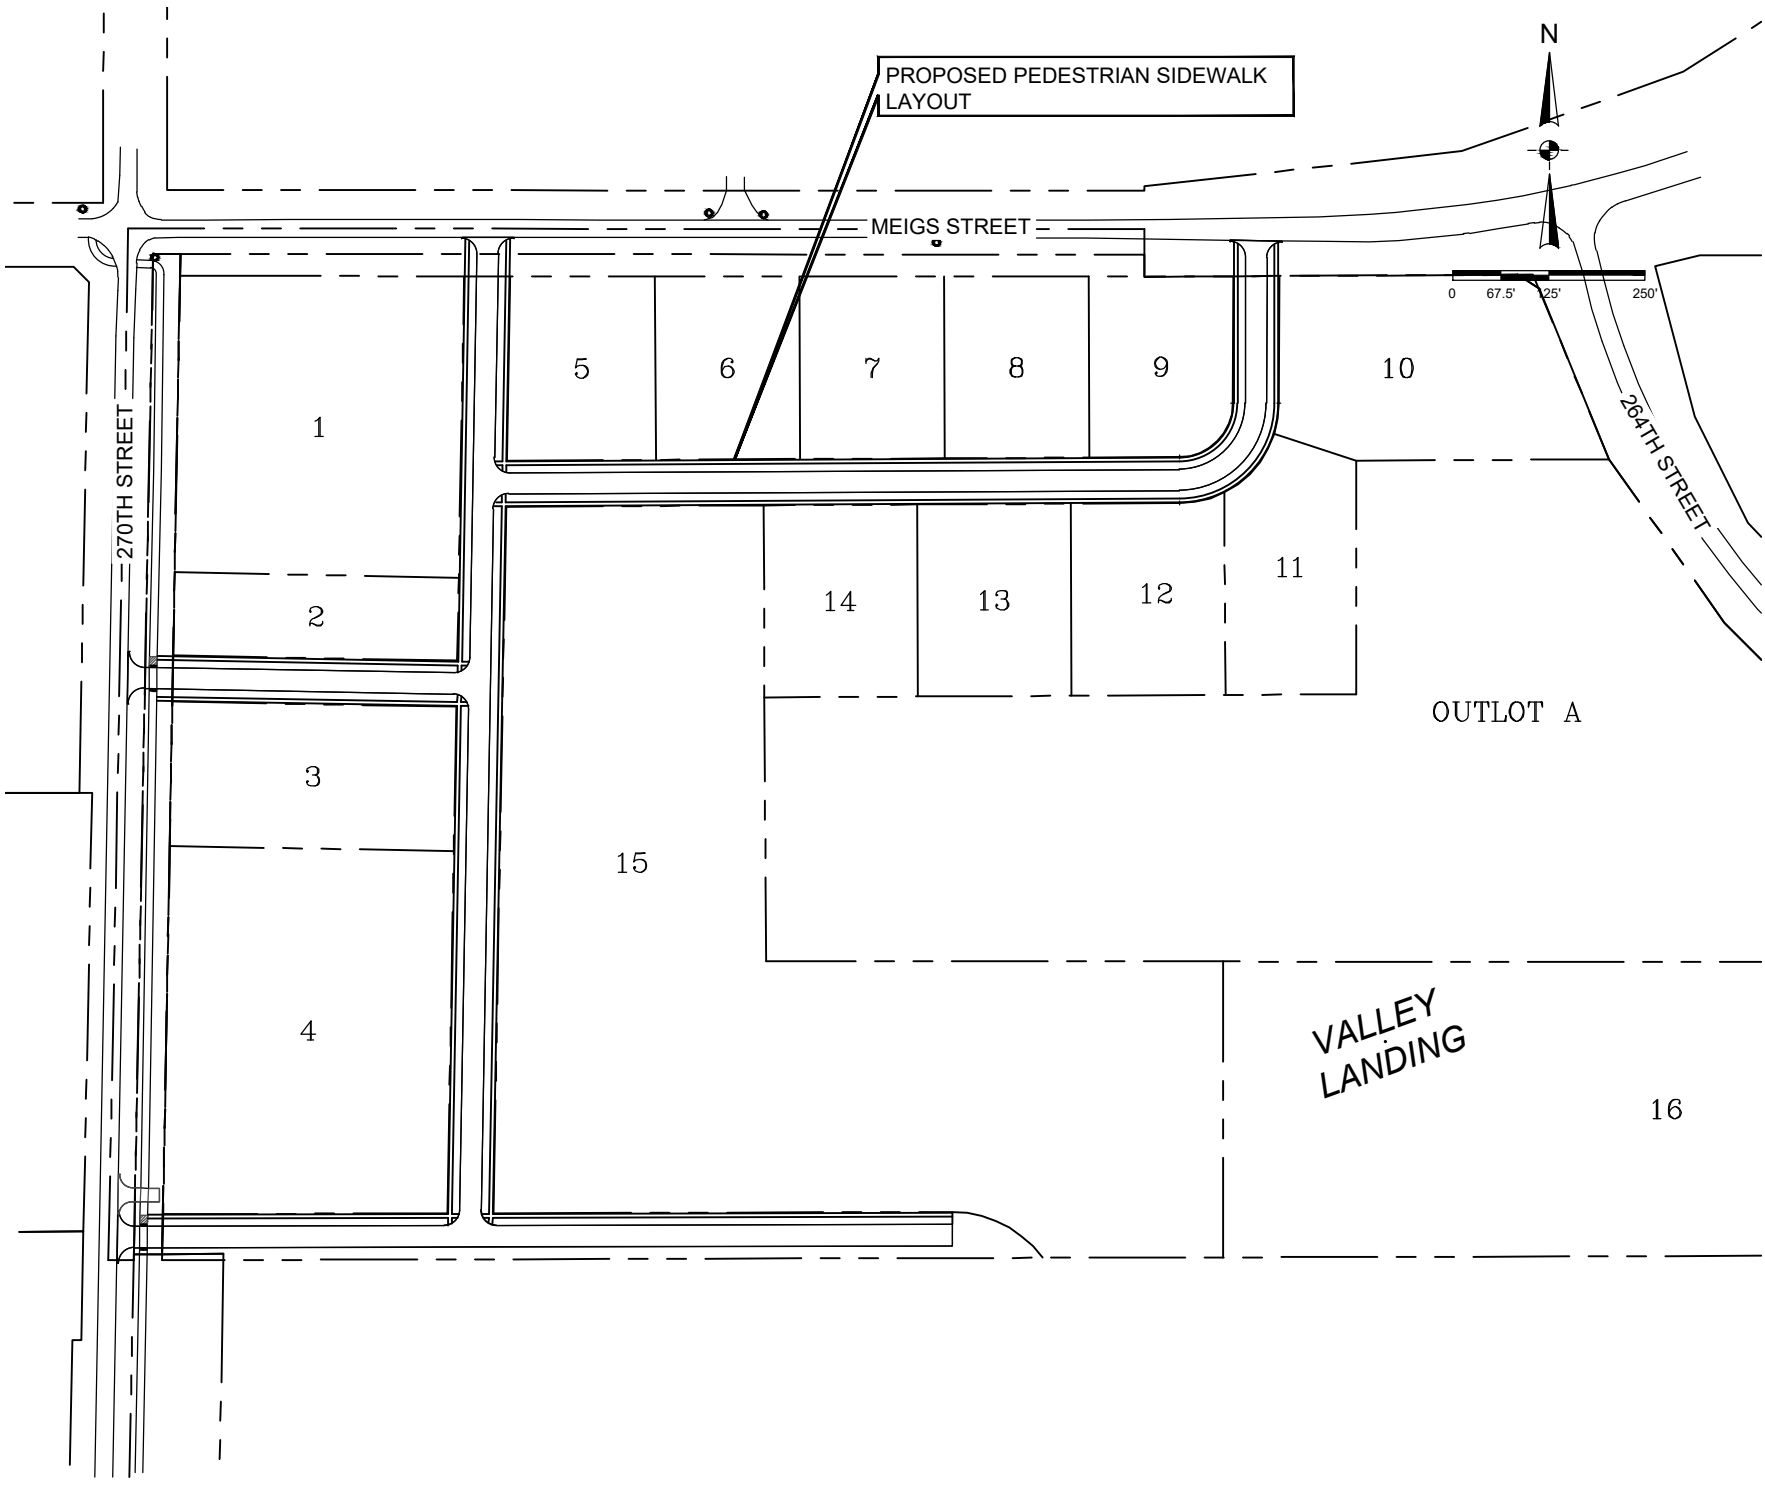 N
PROPOSED PEDESTRIAN SIDEWALK
LAYOUT
MEIGS STREET
0 67.5' 125' 250'
270TH STREET
264TH STREET
1
5
6
7
8
9
10
2
14
13
12
11
3
OUTLOT A
15
4
VALLEY
LANDING
16